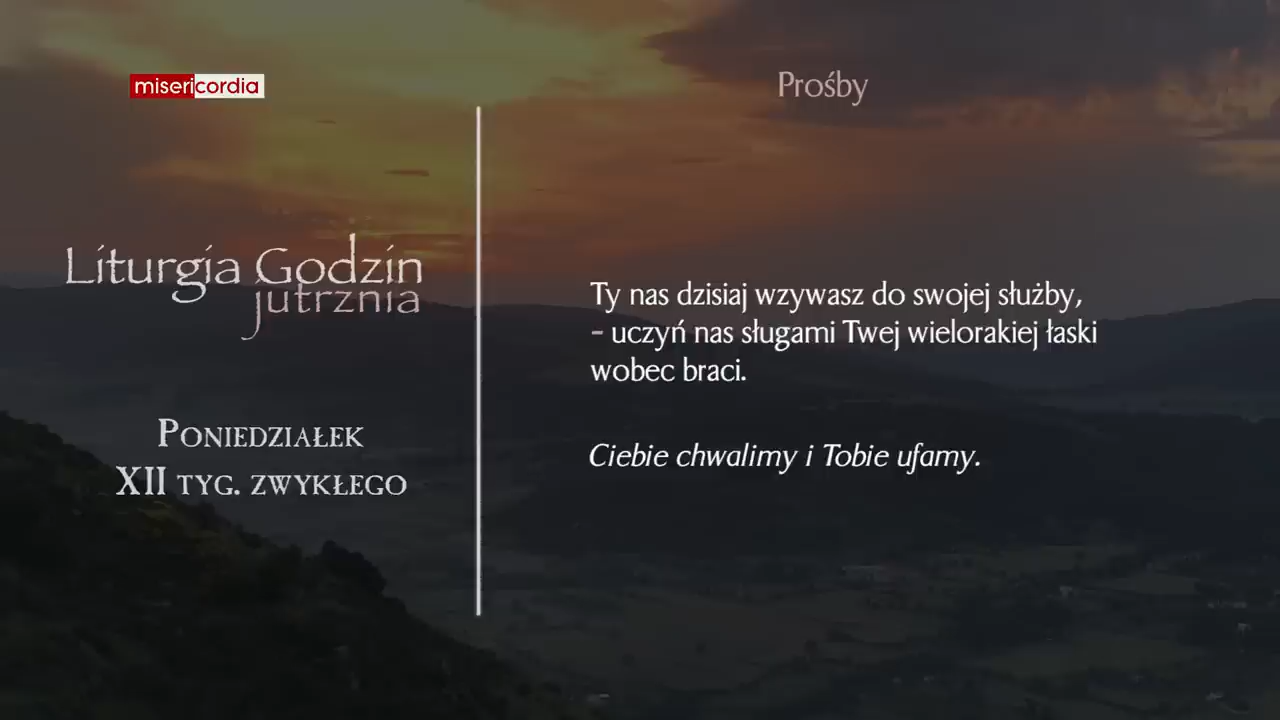 misericordia
Liturgia Godzin
jutrznia
Poniedziałek
XII tyg. zwykłego
Prośby
Ty nas dzisiaj wzywasz do swojej służby,
- uczyń nas sługami Twej wielorakiej łaski
wobec braci.
Ciebie chwalimy i Tobie ufamy.